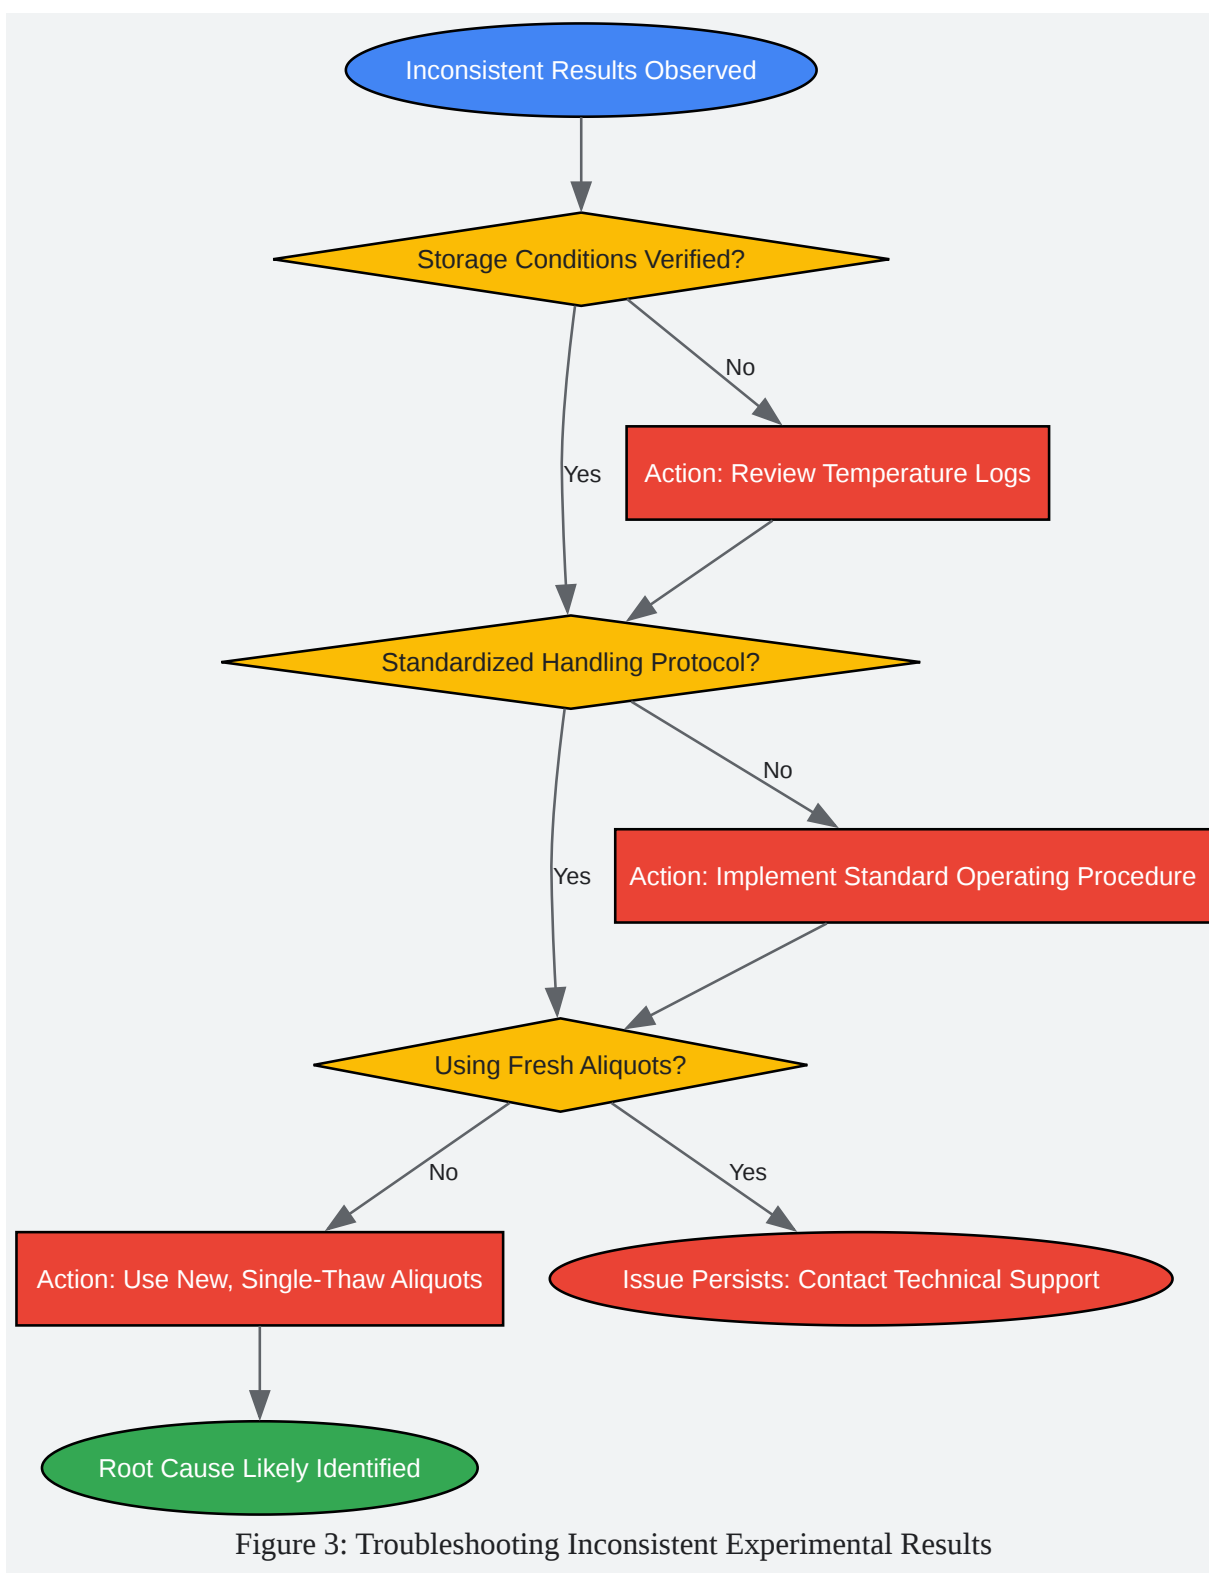 Inconsistent Results Observed
Storage Conditions Verified?
No
Action: Review Temperature Logs
Yes
Standardized Handling Protocol?
No
Action: Implement Standard Operating Procedure
Yes
Using Fresh Aliquots?
No
Yes
Action: Use New, Single-Thaw Aliquots
Issue Persists: Contact Technical Support
Root Cause Likely Identified
Figure 3: Troubleshooting Inconsistent Experimental Results